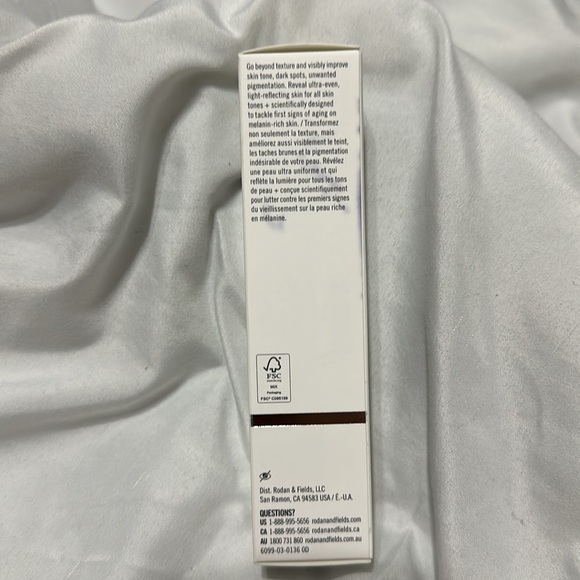 Go beyond texture and visibly improve
skin tone, dark spots, unwanted
pigmentation. Reveal ultra-even,
light-reflecting skin for all skin
tones + scientifically designed
to tackle first signs of aging on
melanin-rich skin. / Transformez
non seulement la texture, mais
améliorez aussi visiblement le teint,
les taches brunes et la pigmentation
indésirable de votre peau. Révélez
une peau ultra uniforme et qui
reflète la lumière pour tous les tons
de peau + conçue scientifiquement
pour lutter contre les premiers signes
du vieillissement sur la peau riche
en mélanine.
FSC
MIX
Packaging
Dist. Rodan & Fields, LLC
San Ramon, CA 94583 USA / É.-U.A.
QUESTIONS?
US 1-888-995-5656 rodanandfields.com
CA 1-888-995-5656 rodanandfields.ca
AU 1800 731 860 rodanandfields.com.au
6099-03-0136 00